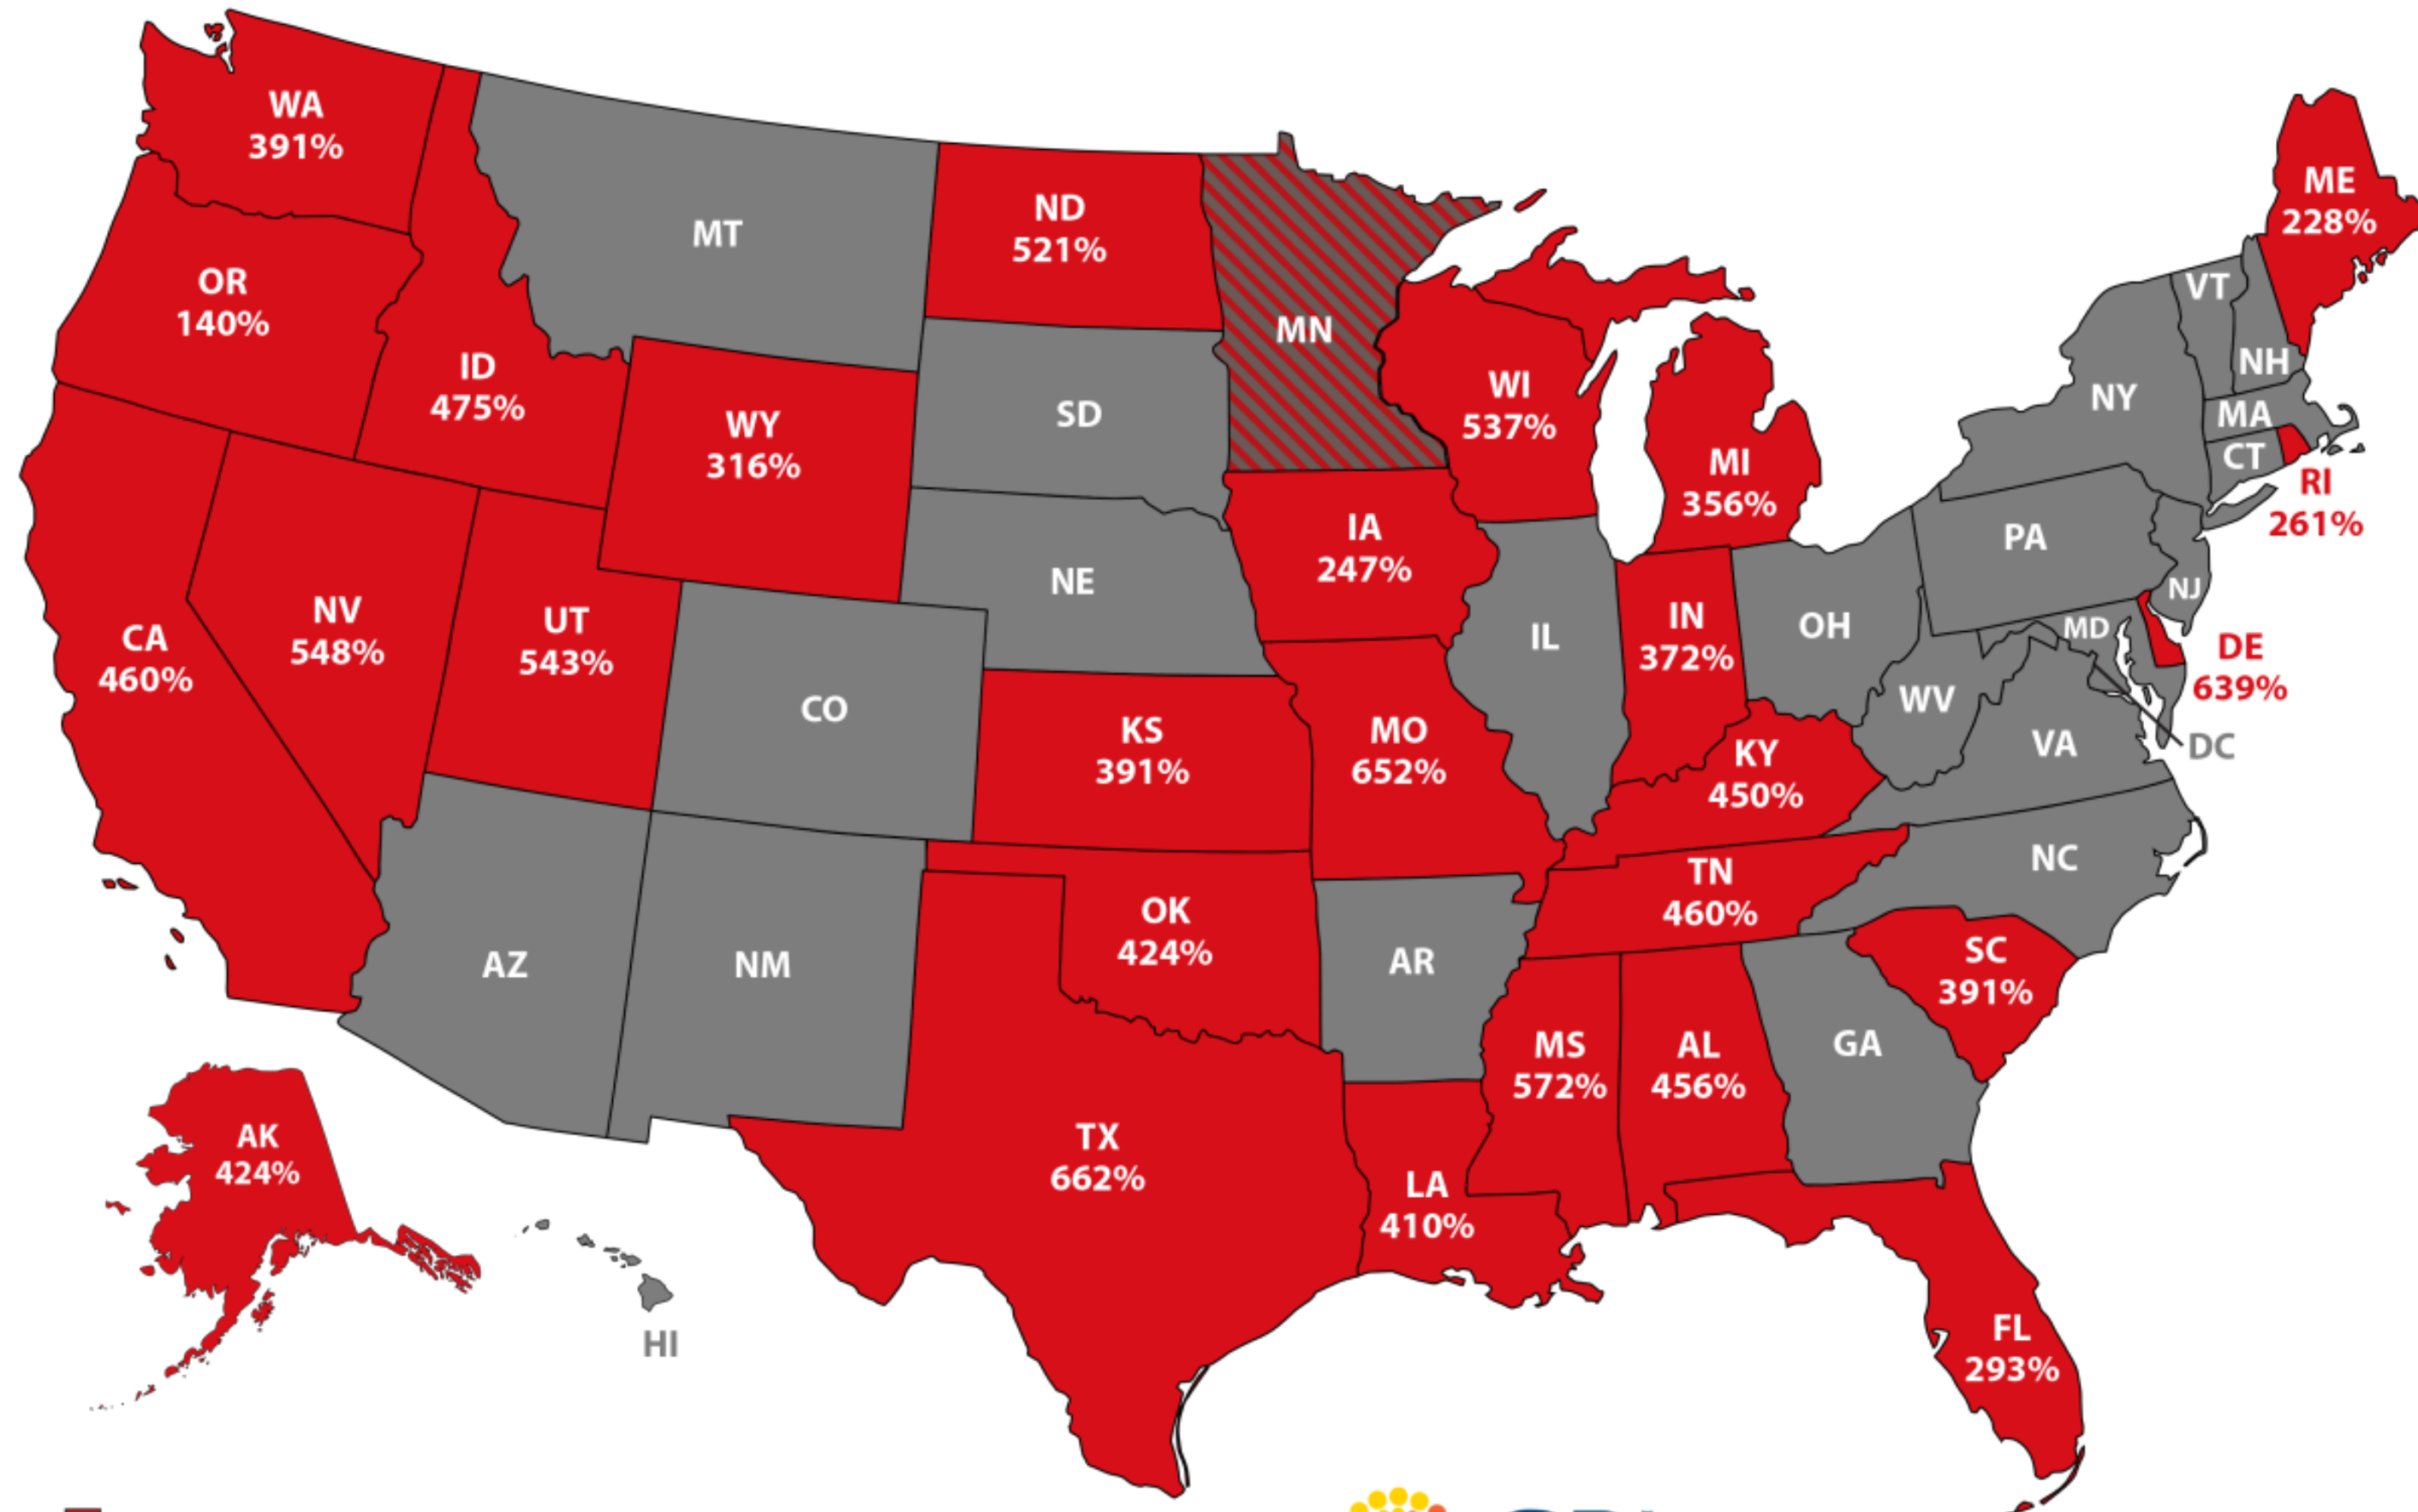 WA
391%
OR
140%
ID
475%
MT
ND
521%
MN
WI
537%
MI
356%
ME
228%
VT
NH
NY
MA
CT
RI
261%
WY
316%
SD
IA
247%
NE
CA
460%
NV
548%
UT
543%
CO
KS
391%
MO
652%
IL
IN
372%
OH
PA
NJ
MD
DE
639%
WV
VA
DC
KY
450%
NC
TN
460%
SC
391%
AZ
NM
OK
424%
AR
MS
572%
AL
456%
GA
TX
662%
LA
410%
AK
424%
HI
FL
293%